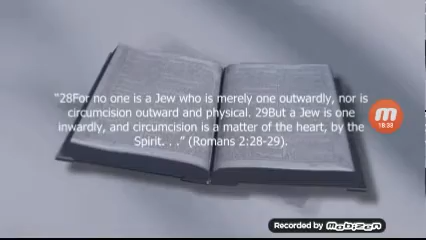 “28For no one is a Jew who is merely one outwardly, nor is
circumcision outward and physical. 29But a Jew is one
inwardly, and circumcision is a matter of the heart, by the
Spirit. . .” (Romans 2:28-29).
18:33
Recorded by Mobizen